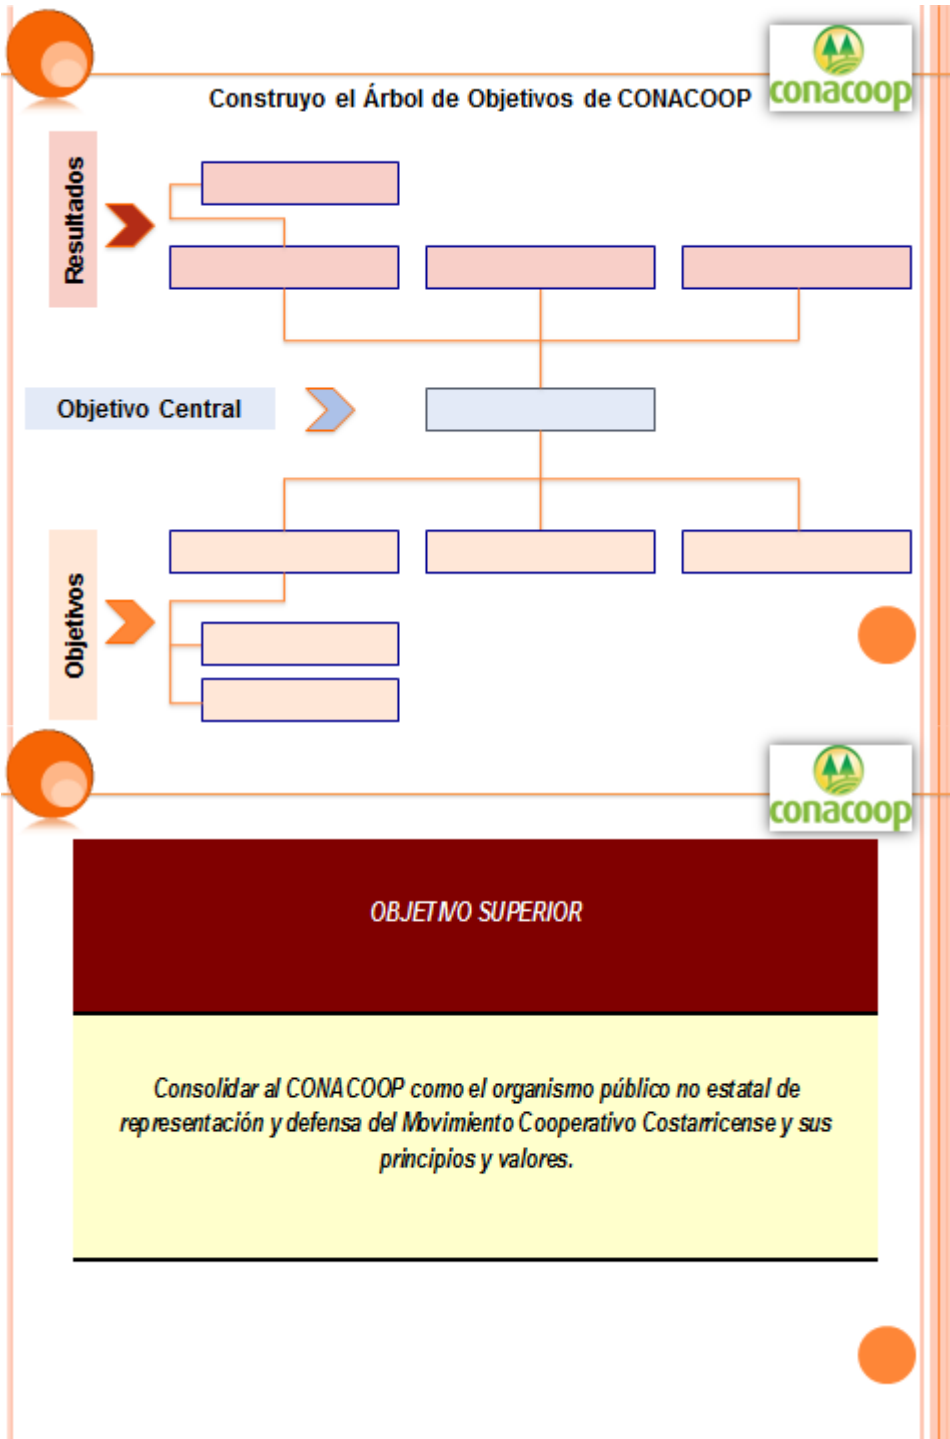 conacoop
Construyo el Árbol de Objetivos de CONACOOP
Resultados
Objetivo Central
Objetivos
conacoop
OBJETIVO SUPERIOR
Consolidar al CONACOOP como el organismo público no estatal de
representación y defensa del Movimiento Cooperativo Costarricense y sus
principios y valores.